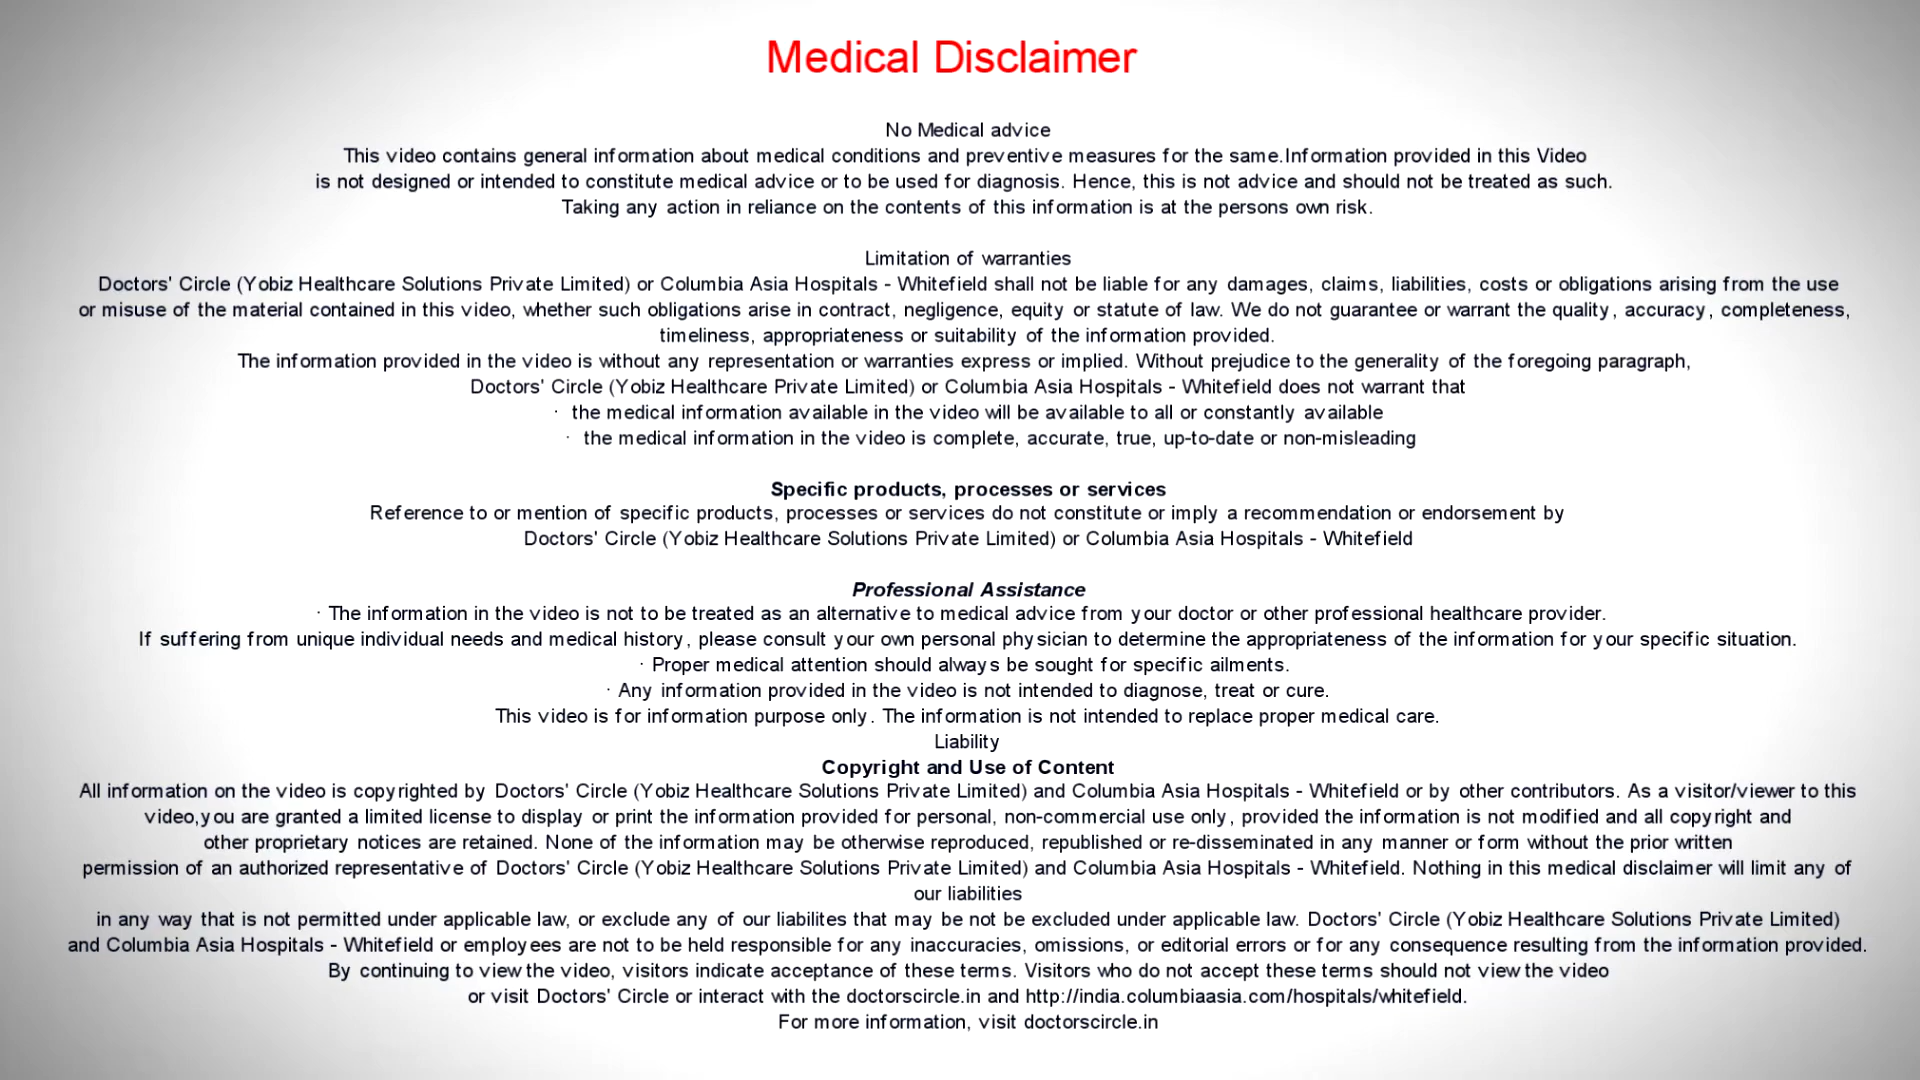 Medical Disclaimer
No Medical advice
This video contains general information about medical conditions and preventive measures for the same.Information provided in this Video
is not designed or intended to constitute medical advice or to be used for diagnosis. Hence, this is not advice and should not be treated as such.
Taking any action in reliance on the contents of this information is at the persons own risk.
Limitation of warranties
Doctors' Circle (Yobiz Healthcare Solutions Private Limited) or Columbia Asia Hospitals - Whitefield shall not be liable for any damages, claims, liabilities, costs or obligations arising from the use
or misuse of the material contained in this video, whether such obligations arise in contract, negligence, equity or statute of law. We do not guarantee or warrant the quality, accuracy, completeness,
timeliness, appropriateness or suitability of the information provided.
The information provided in the video is without any representation or warranties express or implied. Without prejudice to the generality of the foregoing paragraph,
Doctors' Circle (Yobiz Healthcare Private Limited) or Columbia Asia Hospitals - Whitefield does not warrant that
· the medical information available in the video will be available to all or constantly available
· the medical information in the video is complete, accurate, true, up-to-date or non-misleading
Specific products, processes or services
Reference to or mention of specific products, processes or services do not constitute or imply a recommendation or endorsement by
Doctors' Circle (Yobiz Healthcare Solutions Private Limited) or Columbia Asia Hospitals - Whitefield
Professional Assistance
· The information in the video is not to be treated as an alternative to medical advice from your doctor or other professional healthcare provider.
If suffering from unique individual needs and medical history, please consult your own personal physician to determine the appropriateness of the information for your specific situation.
· Proper medical attention should always be sought for specific ailments.
· Any information provided in the video is not intended to diagnose, treat or cure.
This video is for information purpose only. The information is not intended to replace proper medical care.
Liability
Copyright and Use of Content
All information on the video is copyrighted by Doctors' Circle (Yobiz Healthcare Solutions Private Limited) and Columbia Asia Hospitals - Whitefield or by other contributors. As a visitor/viewer to this
video,you are granted a limited license to display or print the information provided for personal, non-commercial use only, provided the information is not modified and all copyright and
other proprietary notices are retained. None of the information may be otherwise reproduced, republished or re-disseminated in any manner or form without the prior written
permission of an authorized representative of Doctors' Circle (Yobiz Healthcare Solutions Private Limited) and Columbia Asia Hospitals - Whitefield. Nothing in this medical disclaimer will limit any of
our liabilities
in any way that is not permitted under applicable law, or exclude any of our liabilites that may be not be excluded under applicable law. Doctors' Circle (Yobiz Healthcare Solutions Private Limited)
and Columbia Asia Hospitals - Whitefield or employees are not to be held responsible for any inaccuracies, omissions, or editorial errors or for any consequence resulting from the information provided.
By continuing to view the video, visitors indicate acceptance of these terms. Visitors who do not accept these terms should not view the video
or visit Doctors' Circle or interact with the doctorscircle.in and http://india.columbiaasia.com/hospitals/whitefield.
For more information, visit doctorscircle.in